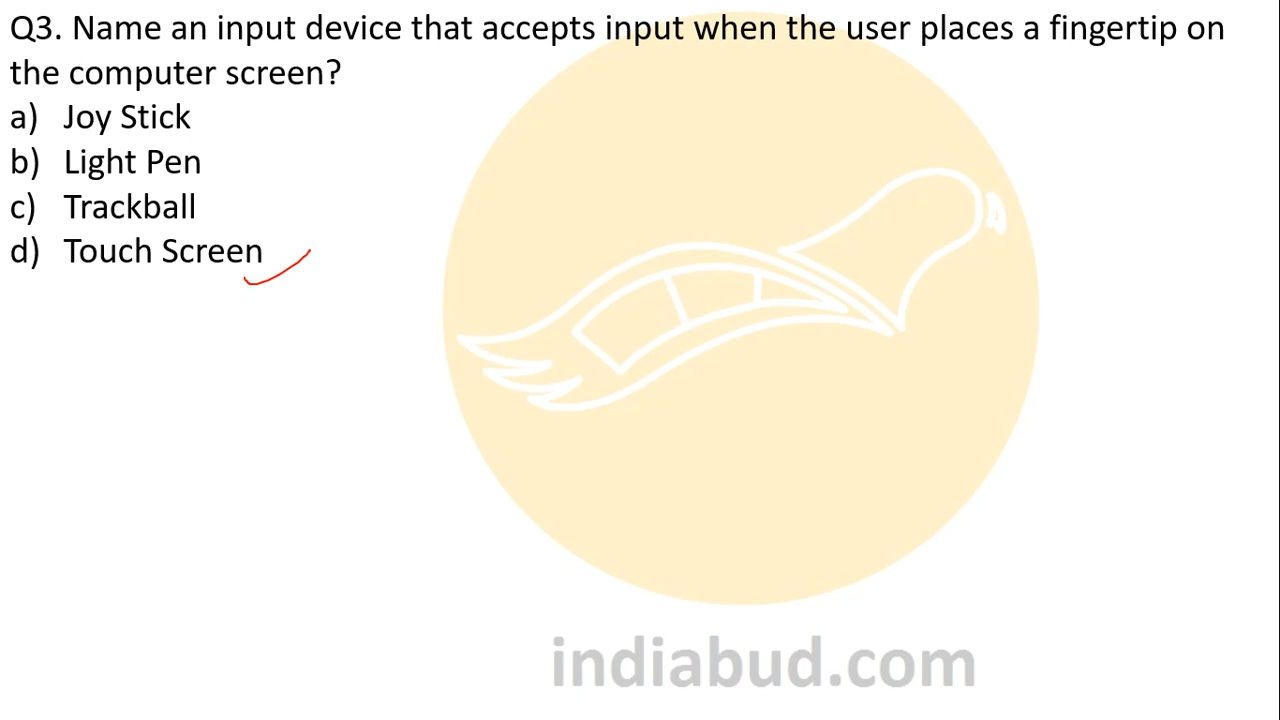 Q3. Name an input device that accepts input when the user places a fingertip on
the computer screen?
a) Joy Stick
b) Light Pen
c) Trackball
d) Touch Screen
indiabud.com